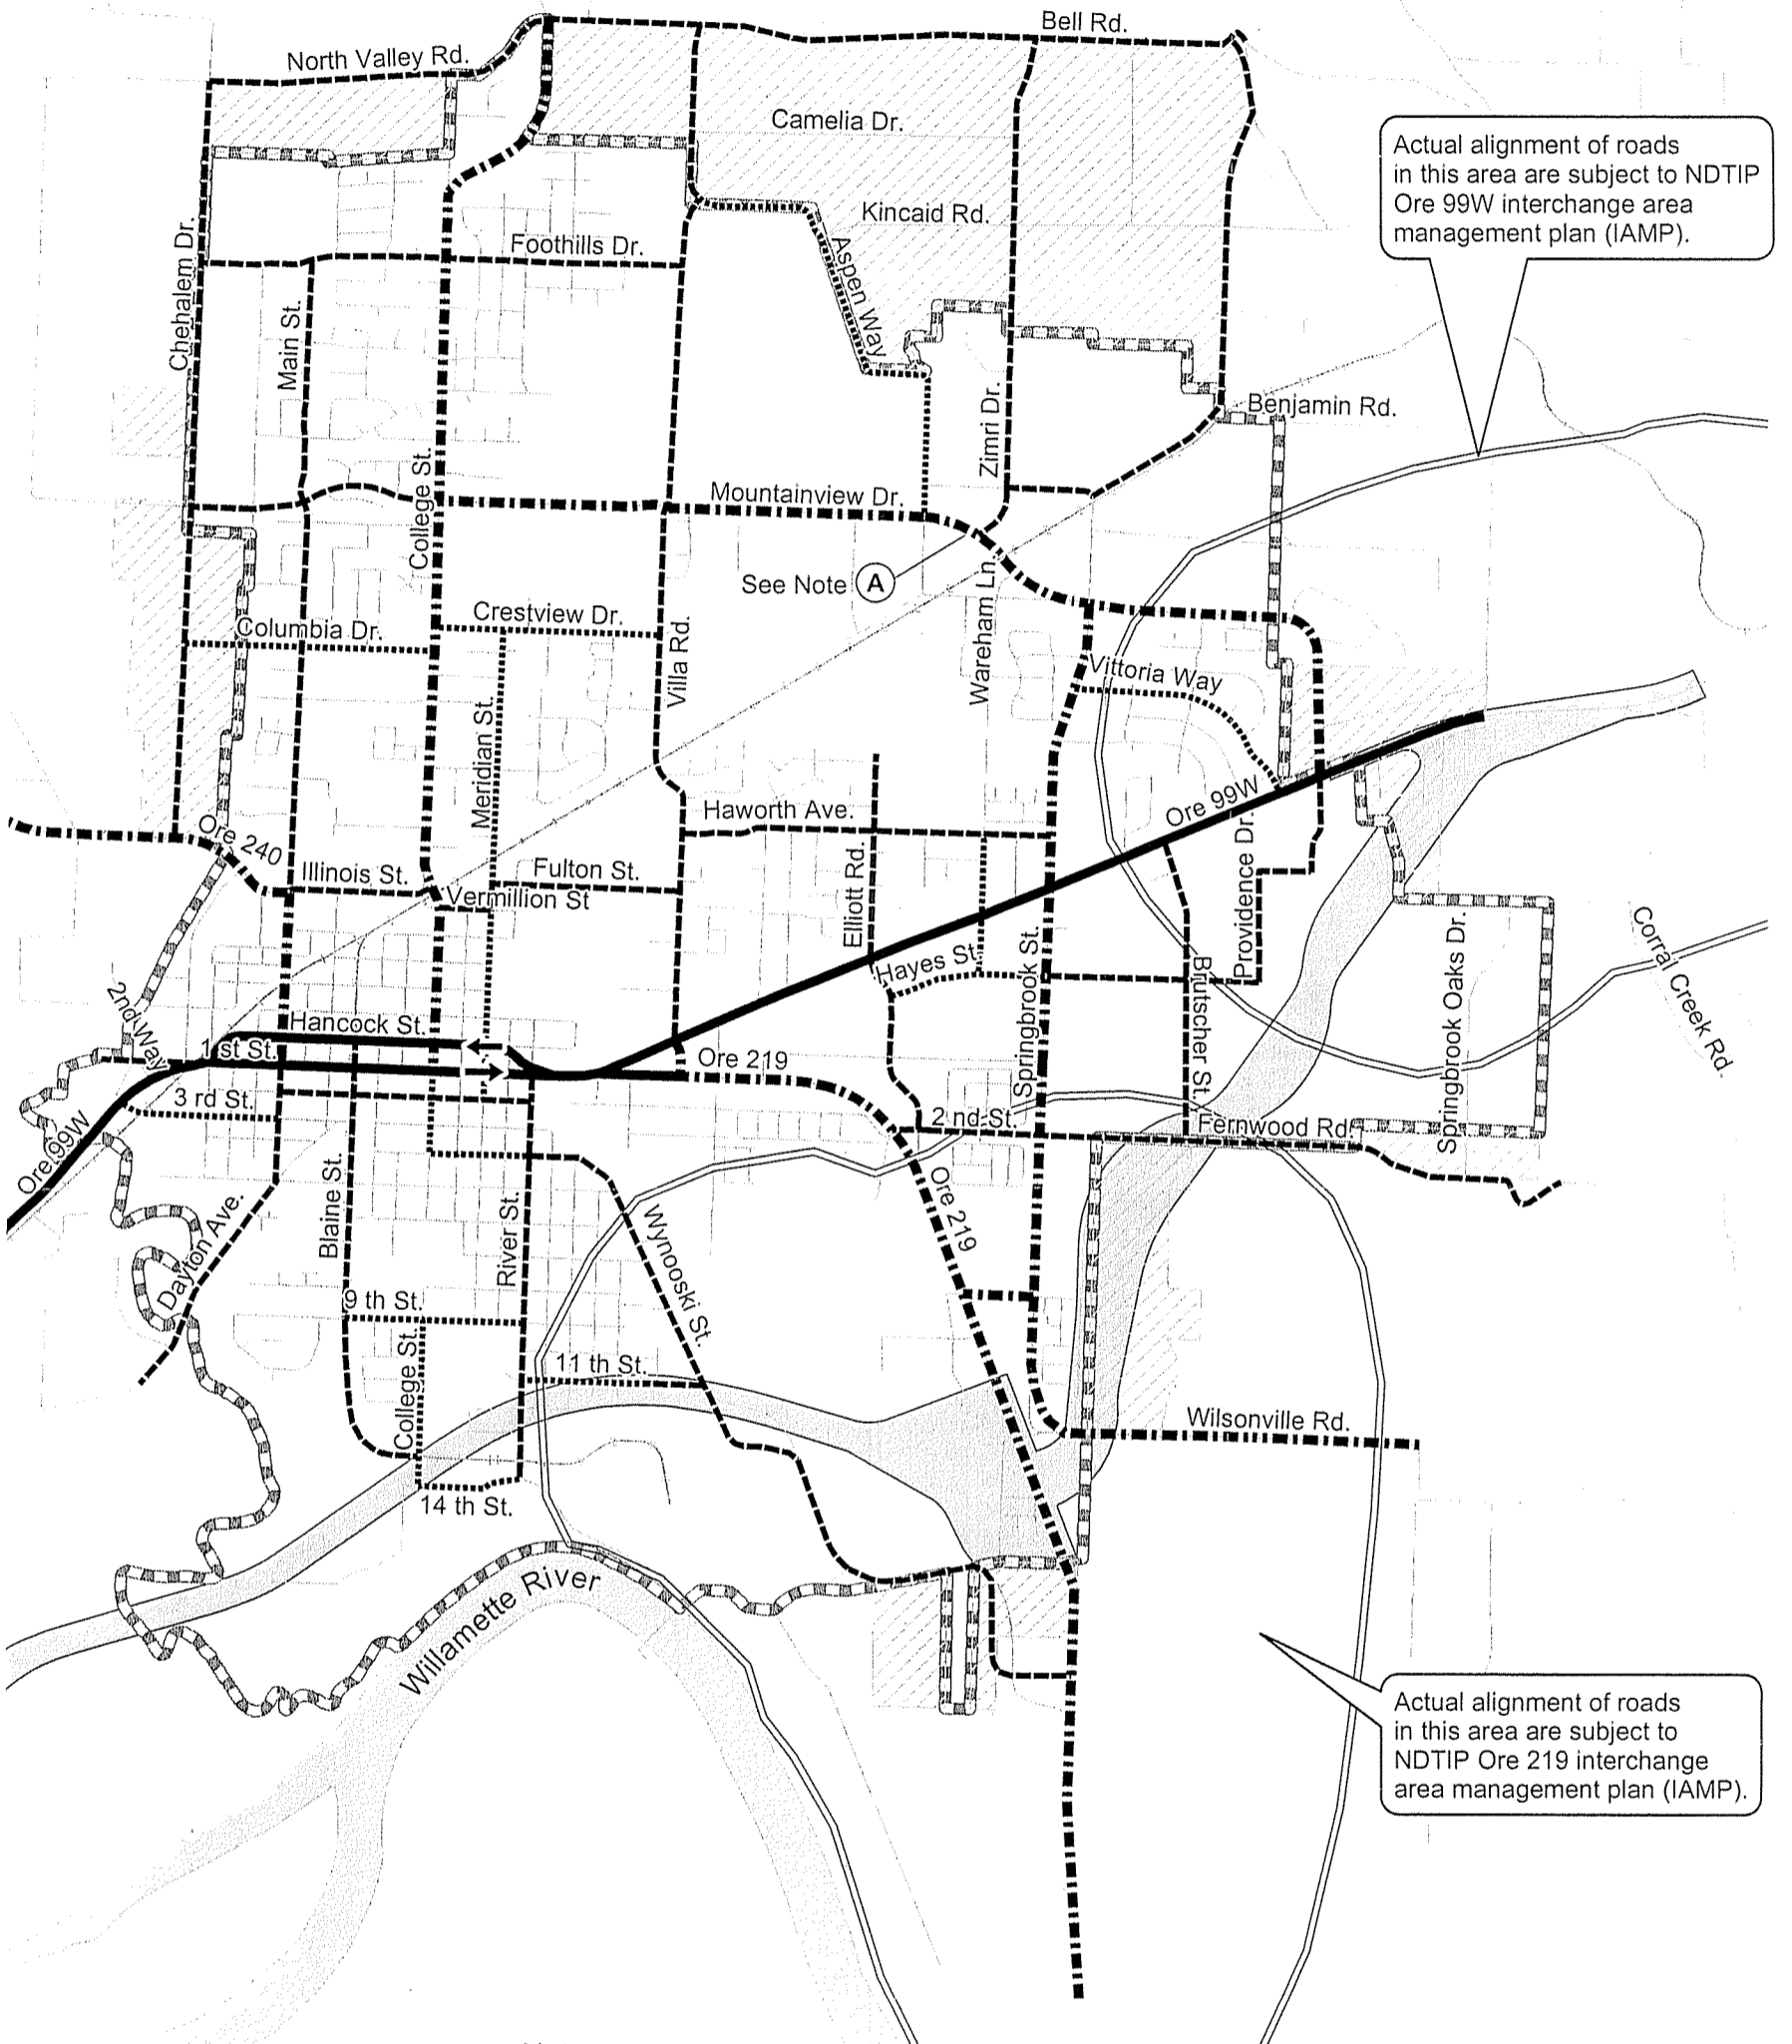 Bell Rd.
North Valley Rd.
Camelia Dr.
Actual alignment of roads
in this area are subject to NDTIP
Ore 99W interchange area
management plan (IAMP).
Kincaid Rd.
Foothills Dr.
Aspen Way
Chehalem Dr.
Main St.
Zimri Dr.
Benjamin Rd.
College St.
Mountainview Dr.
See Note A
Wareham Ln.
Crestview Dr.
Columbia Dr.
Villa Rd.
Vittoria Way
Meridian St.
Ore 99W
Haworth Ave.
Ore 240
Elliott Rd.
Providence Dr.
Illinois St.
Fulton St.
Vermillion St
Springbrook Oaks Dr.
Corral Creek Rd.
Hayes St.
Springbrook St.
Brutscher St.
2nd Way
Hancock St.
1 st St.
Ore 219
3 rd St.
2 nd St.
Fernwood Rd.
Ore 99W
Blaine St.
River St.
Ore 219
Dayton Ave.
Wynooski St.
9 th St.
College St.
11 th St.
Wilsonville Rd.
14 th St.
Willamette River
Actual alignment of roads
in this area are subject to
NDTIP Ore 219 interchange
area management plan (IAMP).